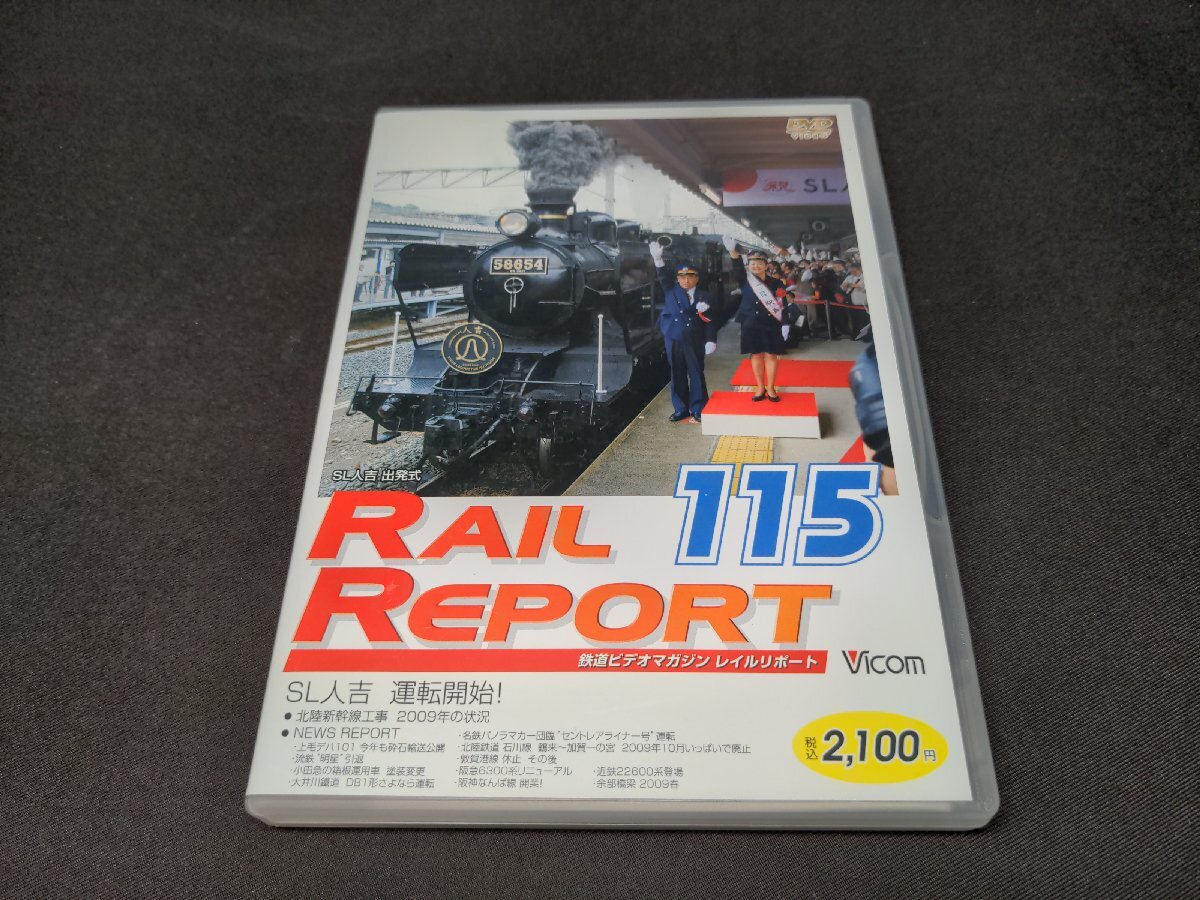 DVD
VIDEO
祝 SLA
58654
人吉
SL人吉 出発式
115
RAIL
REPORT
鉄道ビデオマガジン レイルリポート
Vicom
SL人吉 運転開始!
● 北陸新幹線工事 2009年の状況
● NEWS REPORT
・上毛デハ101 今年も砕石輸送公開
・流鉄"明星"引退
・小田急の箱根運用車 塗装変更
・大井川鐵道 DB1形さよなら運転
・名鉄パノラマカー団臨"セントレアライナー号"運転
・北陸鉄道 石川線 鶴来〜加賀一の宮 2009年10月いっぱいで廃止
・敦賀港線 休止 その後
・阪急6300系リニューアル
・阪神なんば線 開業!
・近鉄22600系登場
・余部橋梁 2009春
税込 2,100円